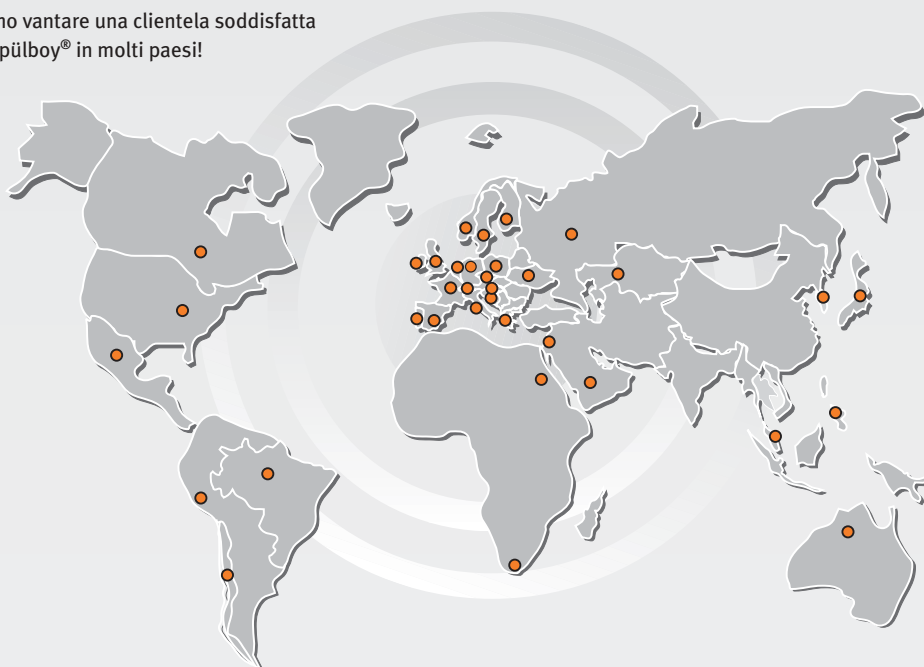 no vantare una clientela soddisfatta
pülboy® in molti paesi!